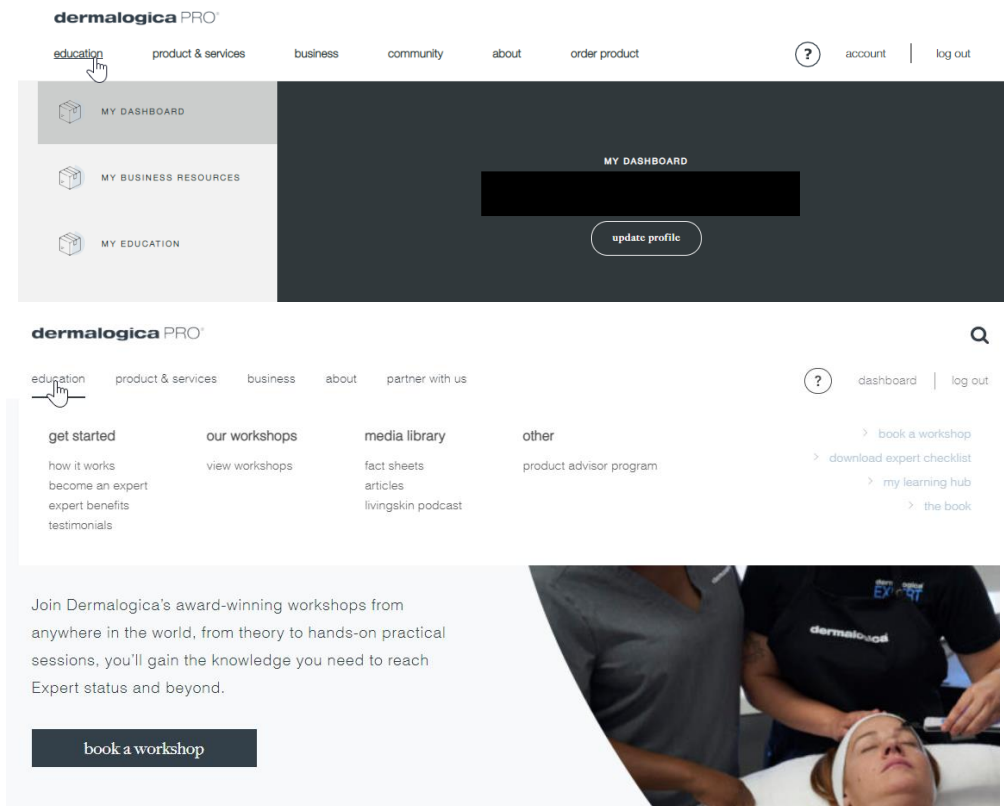 dermalogica PRO®
education product & services business community about order product ? account log out
MY DASHBOARD
MY BUSINESS RESOURCES
MY EDUCATION
MY DASHBOARD
update profile
dermalogica PRO®
education product & services business about partner with us ? dashboard log out
get started
how it works
become an expert
expert benefits
testimonials
our workshops
view workshops
media library
fact sheets
articles
livingskin podcast
other
product advisor program
> book a workshop
> download expert checklist
> my learning hub
> the book
Join Dermalogica’s award-winning workshops from
anywhere in the world, from theory to hands-on practical
sessions, you’ll gain the knowledge you need to reach
Expert status and beyond.
book a workshop
EXPERT
dermalogica